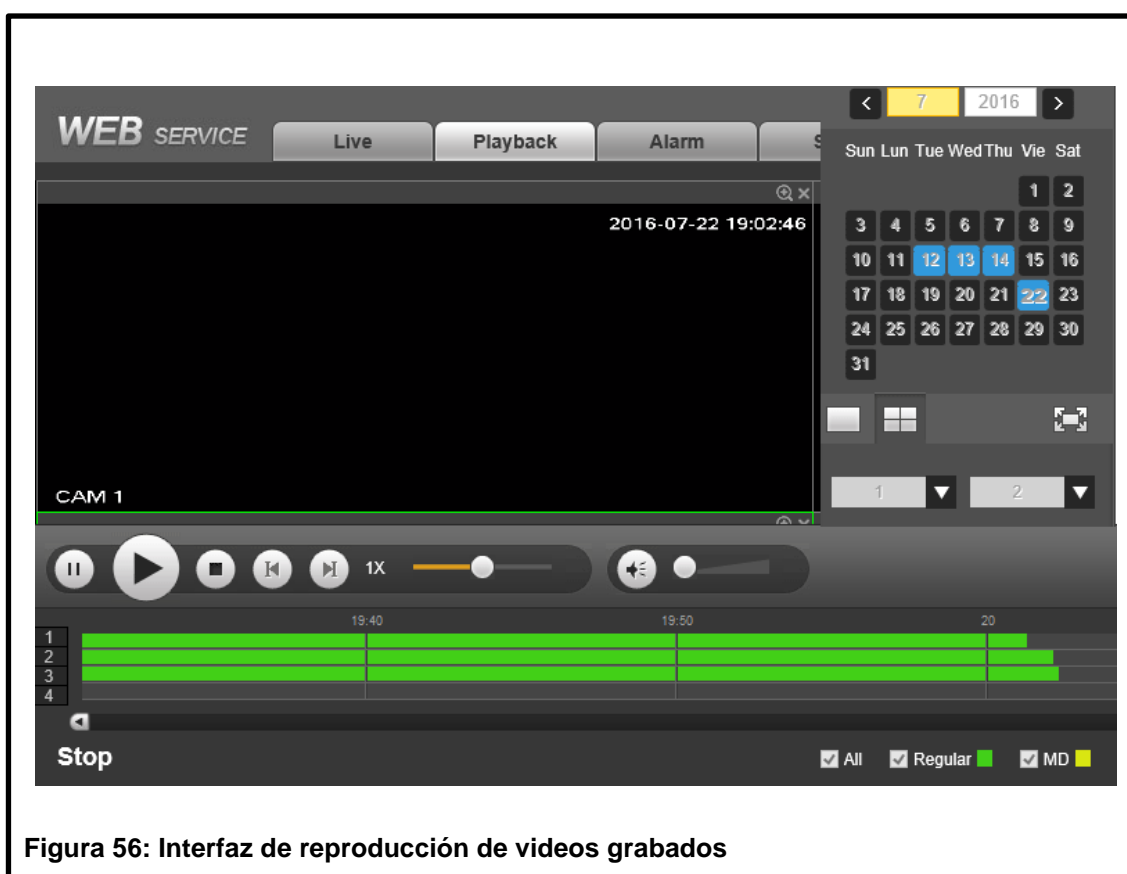 WEB SERVICE
Live Playback Alarm
7 2016
Sun Lun Tue Wed Thu Vie Sat
1 2
3 4 5 6 7 8 9
10 11 12 13 14 15 16
17 18 19 20 21 22 23
24 25 26 27 28 29 30
31
2016-07-22 19:02:46
CAM 1
1 2
1X
19:40 19:50 20
1
2
3
4
Stop
All Regular MD
Figura 56: Interfaz de reproducción de videos grabados